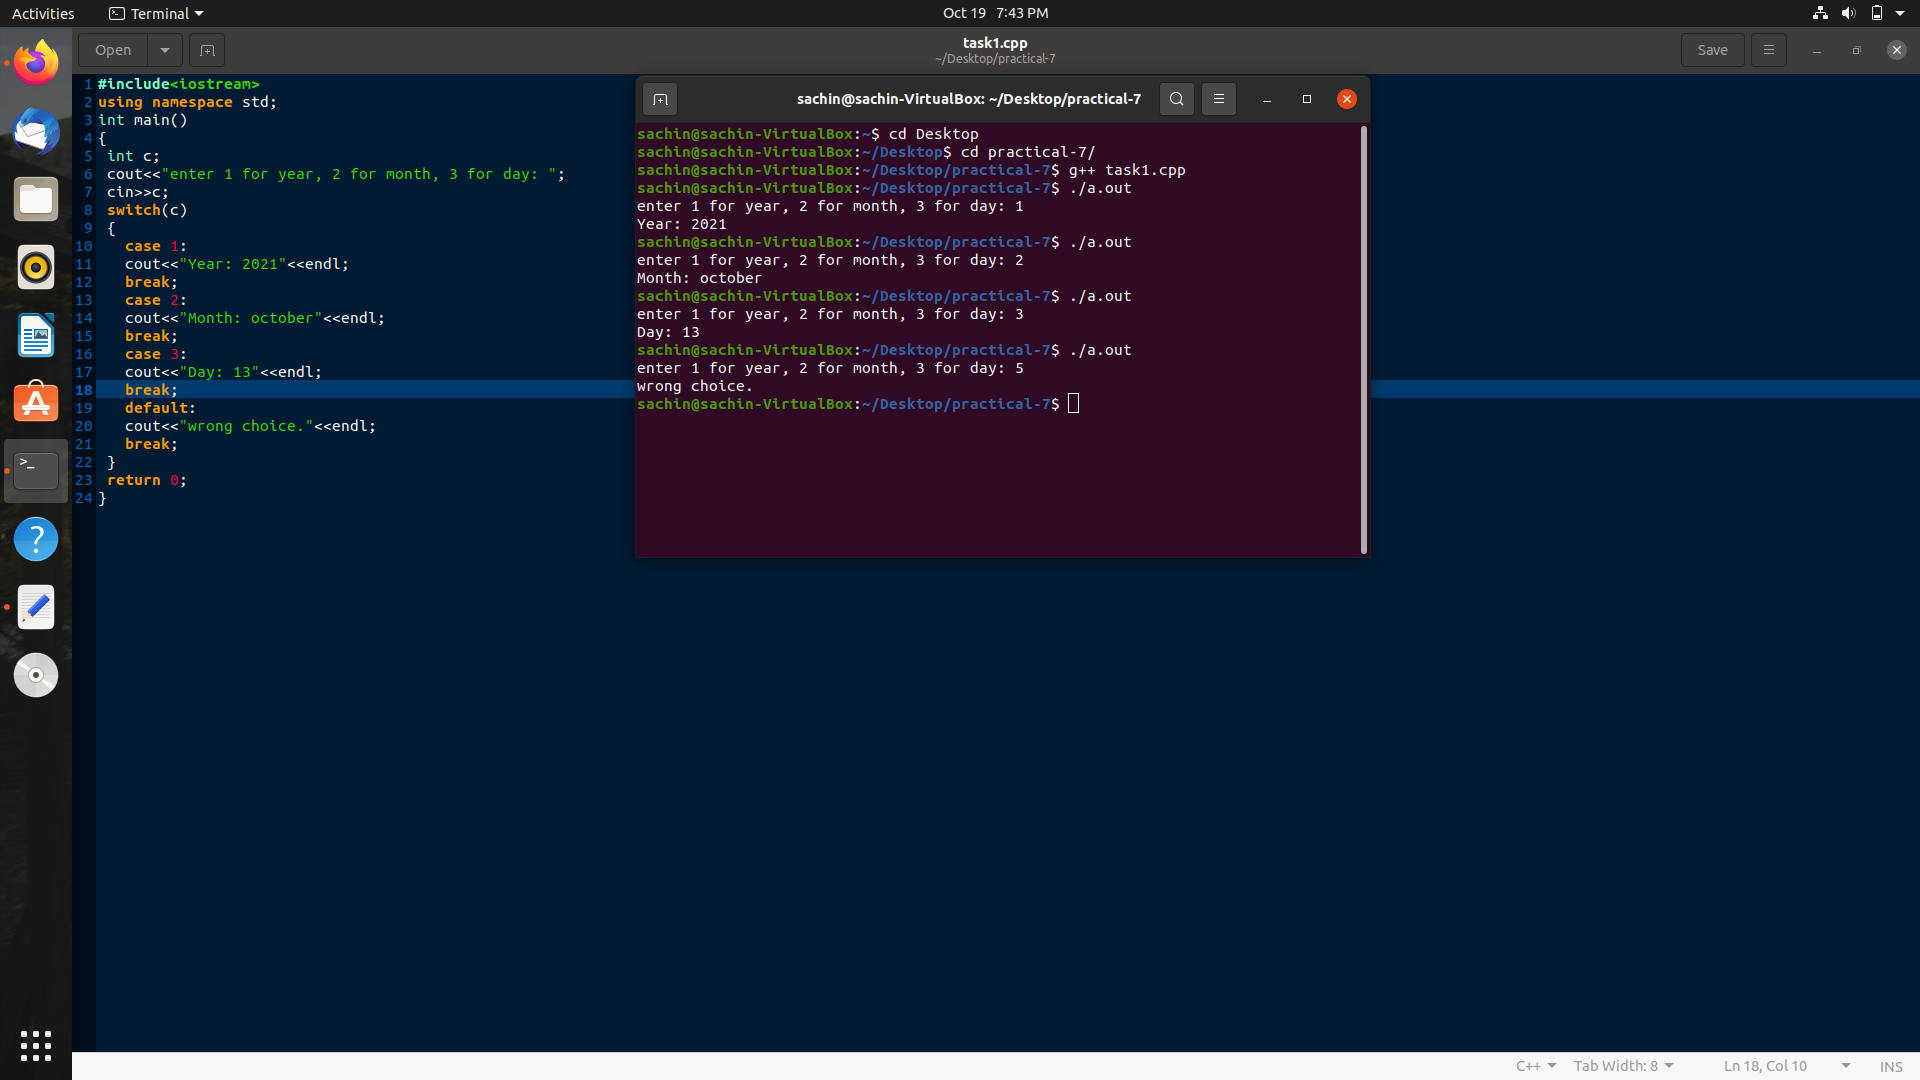 Activities
Terminal
Oct 19 7:43 PM
Open
task1.cpp
~/Desktop/practical-7
Save
1 #include<iostream>
2 using namespace std;
3 int main()
4 {
5 int c;
6 cout<<"enter 1 for year, 2 for month, 3 for day: ";
7 cin>>c;
8 switch(c)
9 {
10 case 1:
11 cout<<"Year: 2021"<<endl;
12 break;
13 case 2:
14 cout<<"Month: october"<<endl;
15 break;
16 case 3:
17 cout<<"Day: 13"<<endl;
18 break;
19 default:
20 cout<<"wrong choice."<<endl;
21 break;
22 }
23 return 0;
24 }
sachin@sachin-VirtualBox: ~/Desktop/practical-7
sachin@sachin-VirtualBox:~$ cd Desktop
sachin@sachin-VirtualBox:~/Desktop$ cd practical-7/
sachin@sachin-VirtualBox:~/Desktop/practical-7$ g++ task1.cpp
sachin@sachin-VirtualBox:~/Desktop/practical-7$ ./a.out
enter 1 for year, 2 for month, 3 for day: 1
Year: 2021
sachin@sachin-VirtualBox:~/Desktop/practical-7$ ./a.out
enter 1 for year, 2 for month, 3 for day: 2
Month: october
sachin@sachin-VirtualBox:~/Desktop/practical-7$ ./a.out
enter 1 for year, 2 for month, 3 for day: 3
Day: 13
sachin@sachin-VirtualBox:~/Desktop/practical-7$ ./a.out
enter 1 for year, 2 for month, 3 for day: 5
wrong choice.
sachin@sachin-VirtualBox:~/Desktop/practical-7$
C++ Tab Width: 8 Ln 18, Col 10 INS